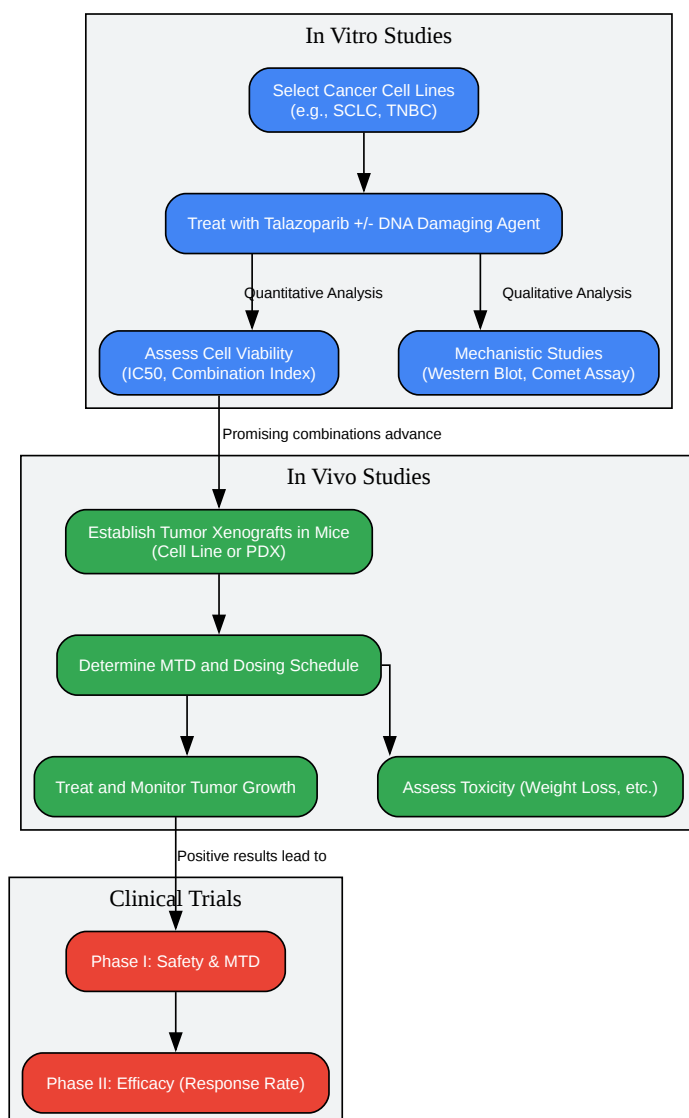 In Vitro Studies
Select Cancer Cell Lines
(e.g., SCLC, TNBC)
Treat with Talazoparib +/- DNA Damaging Agent
Quantitative Analysis
Qualitative Analysis
Assess Cell Viability
(IC50, Combination Index)
Mechanistic Studies
(Western Blot, Comet Assay)
Promising combinations advance
In Vivo Studies
Establish Tumor Xenografts in Mice
(Cell Line or PDX)
Determine MTD and Dosing Schedule
Treat and Monitor Tumor Growth
Assess Toxicity (Weight Loss, etc.)
Positive results lead to
Clinical Trials
Phase I: Safety & MTD
Phase II: Efficacy (Response Rate)